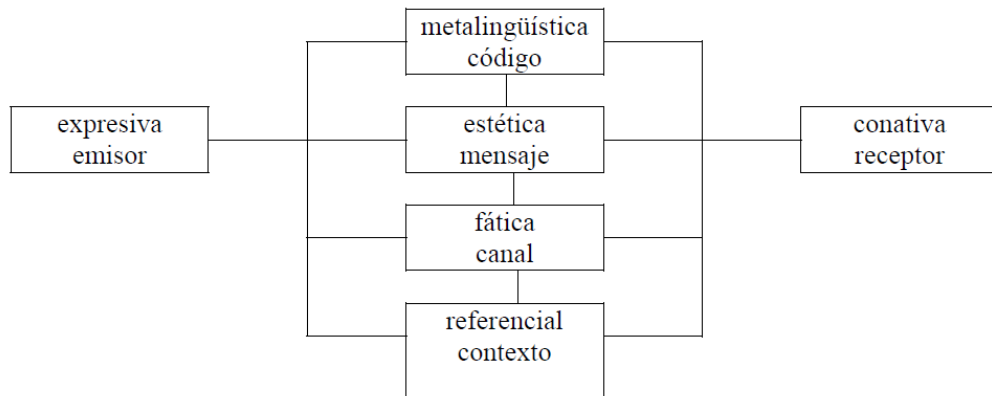 metalingüística
código
expresiva
emisor
estética
mensaje
conativa
receptor
fática
canal
referencial
contexto